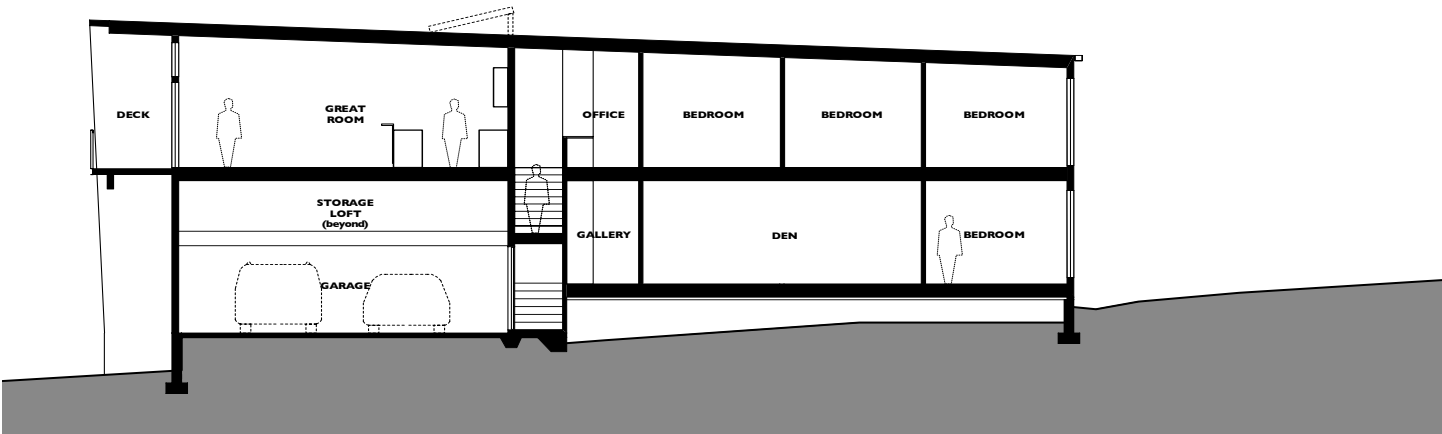 DECK
GREAT
ROOM
OFFICE
BEDROOM
BEDROOM
BEDROOM
STORAGE
LOFT
(beyond)
GALLERY
DEN
BEDROOM
GARAGE